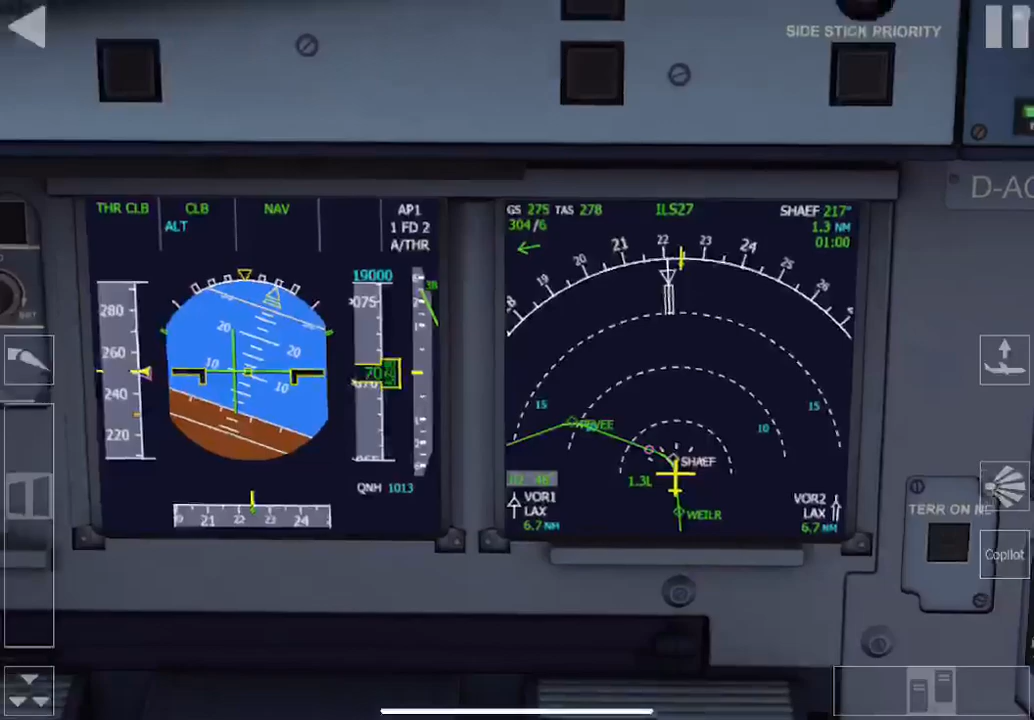 SIDE STICK PRIORITY
D-AC
THR CLB CLB NAV AP1
ALT 1 FD 2
A/THR
19000
280
260
240
220
20
10
20
10
075
070
QNH 1013
21 22 23 24
GS 275 TAS 278 ILS27 SHAEF 217°
304/6 1.3 NM
01:00
19 20 21 22 23 24 25 26
15
15
10
SHAEF
1.3L
WEILR
VOR1
LAX
6.7 NM
VOR2
LAX
6.7 NM
TERR ON
Copilot